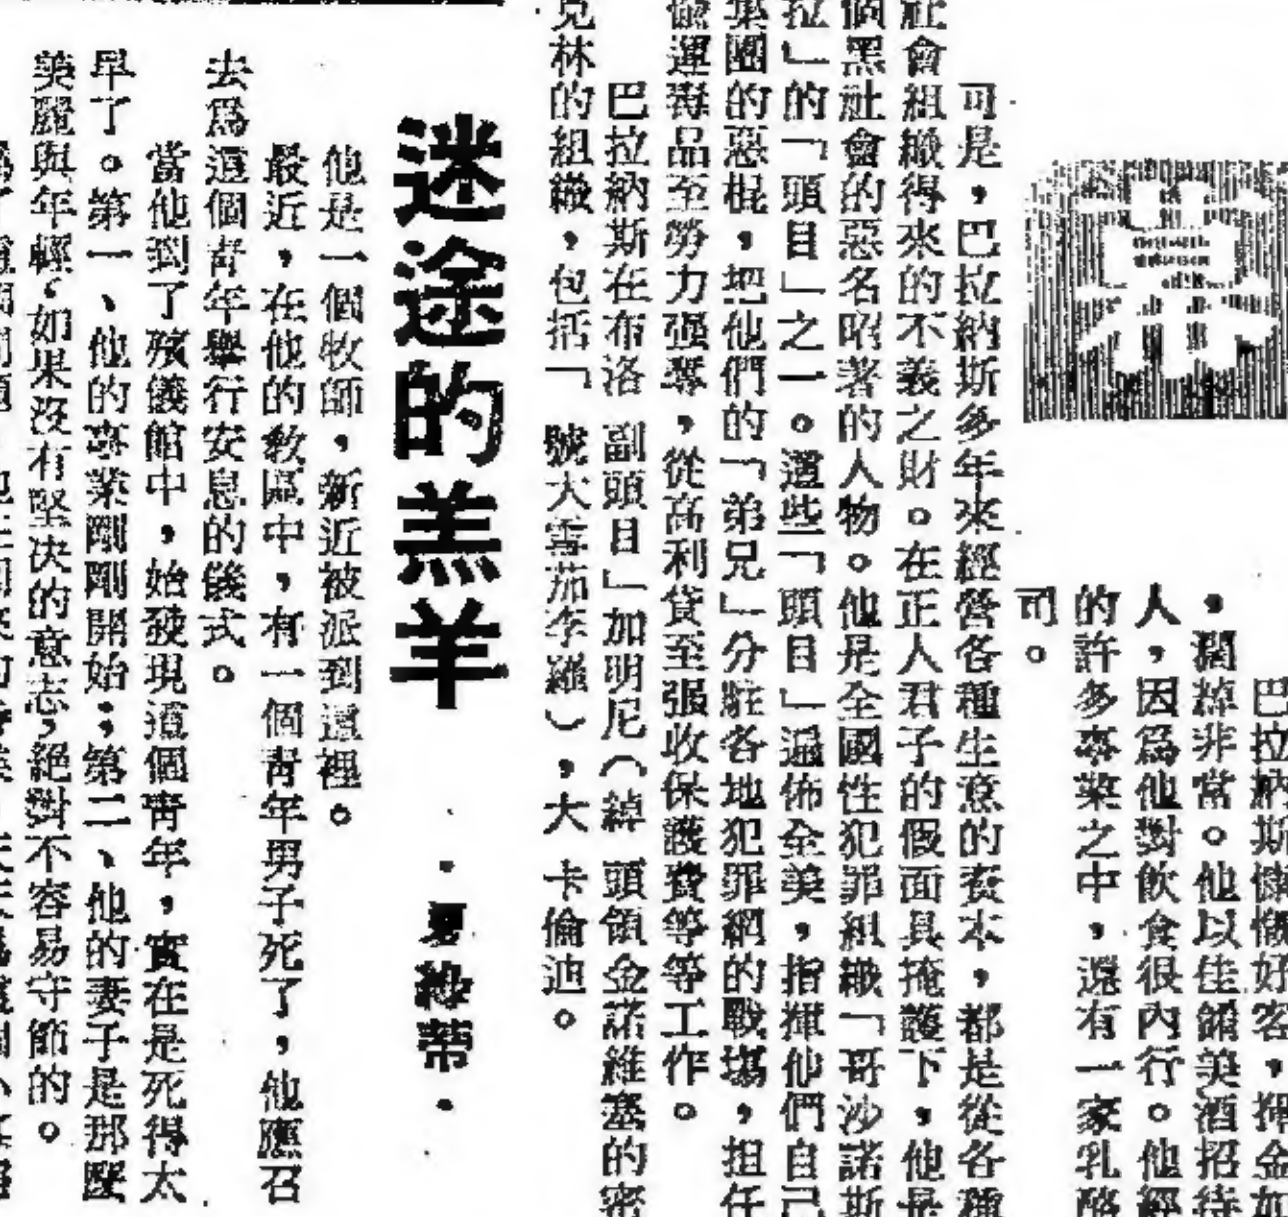 巴拉納斯慷慨好客，揮金如
，濶綽非常。他以佳餚美酒招待
人，因爲他對飲食很內行。他經
的許多事業之中，還有一家乳酪
司。
可是，巴拉納斯多年來經營各種生意的資本，都是從各種
社會組織得來的不義之財。在正人君子的假面具掩護下，他是
個黑社會的惡名昭著的人物。他是全國性犯罪組織「哥沙諾斯
拉」的「頭目」之一。這些「頭目」遍佈全美，指揮他們自己
集團的惡棍，把他們的「弟兄」分駐各地犯罪網的戰塲，担任
運毒品至勞力强奪，從高利貸至强收保護費等等工作。
巴拉納斯在布洛 副頭目」加明尼（綽 頭領金諾維塞的密
克林的組織，包括「 號大雪茄李羅），大 卡倫迪。
迷途的羔羊
．夏綠蒂．
他是一個牧師，新近被派到這裡。
最近，在他的教區中，有一個青年男子死了，他應召
去爲這個青年舉行安息的儀式。
當他到了殯儀館中，始發現這個靑年，實在是死得太
早了。第一、他的事業剛剛開始；第二、他的妻子是那麽
美麗與年輕，如果沒有堅決的意志，絕對不容易守節的。